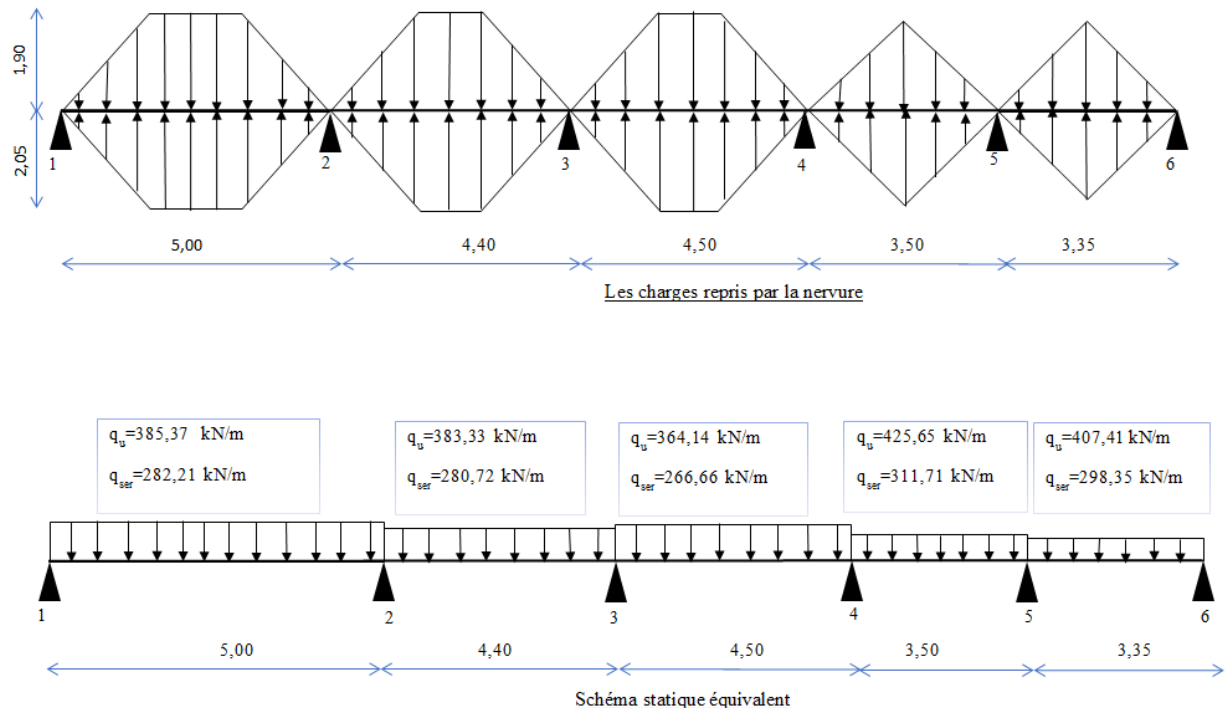 1,90
2,05
1
2
3
4
5
6
5,00
4,40
4,50
3,50
3,35
Les charges repris par la nervure
qu=385,37 kN/m
qser=282,21 kN/m
qu=383,33 kN/m
qser=280,72 kN/m
qu=364,14 kN/m
qser=266,66 kN/m
qu=425,65 kN/m
qser=311,71 kN/m
qu=407,41 kN/m
qser=298,35 kN/m
1
2
3
4
5
6
5,00
4,40
4,50
3,50
3,35
Schéma statique équivalent